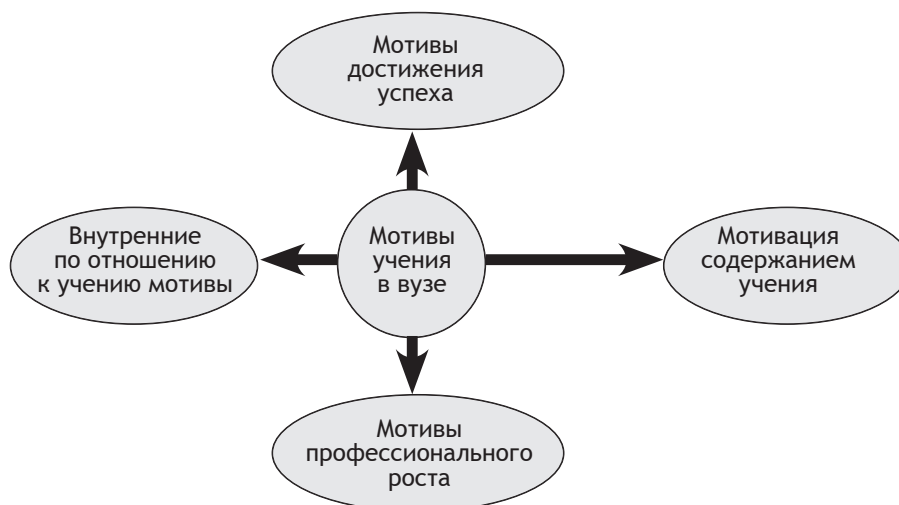 Мотивы
достижения
успеха
Внутренние
по отношению
к учению мотивы
Мотивы
учения
в вузе
Мотивация
содержанием
учения
Мотивы
профессионального
роста